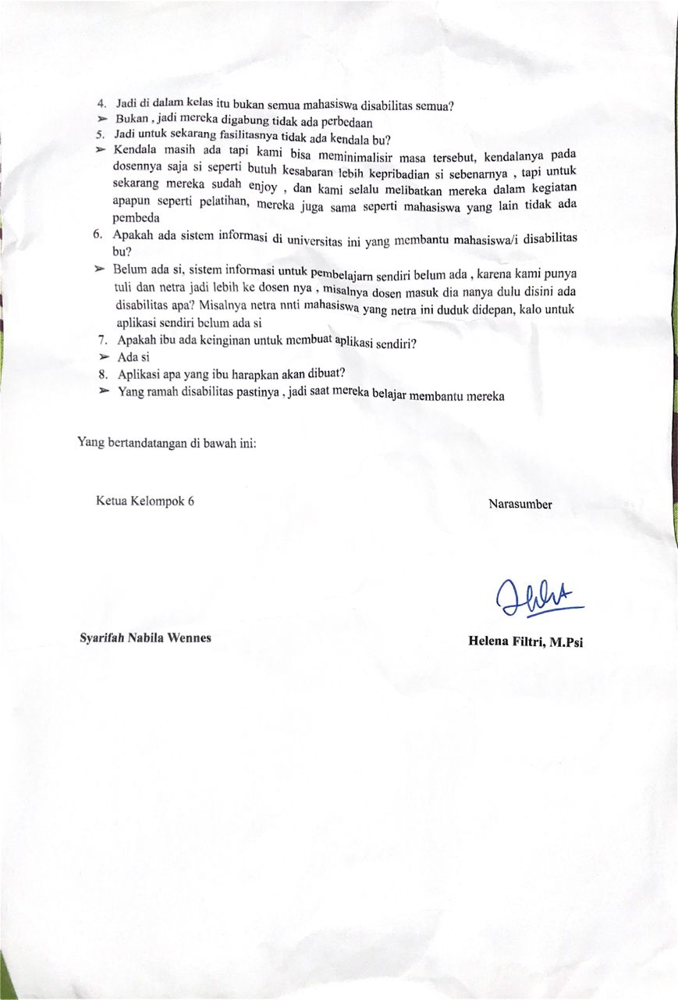 4. Jadi di dalam kelas itu bukan semua mahasiswa disabilitas semua?
➢ Bukan , jadi mereka digabung tidak ada perbedaan
5. Jadi untuk sekarang fasilitasnya tidak ada kendala bu?
➢ Kendala masih ada tapi kami bisa meminimalisir masa tersebut, kendalanya pada
dosennya saja si seperti butuh kesabaran lebih kepribadian si sebenarnya , tapi untuk
sekarang mereka sudah enjoy , dan kami selalu melibatkan mereka dalam kegiatan
apapun seperti pelatihan, mereka juga sama seperti mahasiswa yang lain tidak ada
pembeda
6. Apakah ada sistem informasi di universitas ini yang membantu mahasiswa/i disabilitas
bu?
➢ Belum ada si, sistem informasi untuk pembelajarn sendiri belum ada , karena kami punya
tuli dan netra jadi lebih ke dosen nya , misalnya dosen masuk dia nanya dulu disini ada
disabilitas apa? Misalnya netra nnti mahasiswa yang netra ini duduk didepan, kalo untuk
aplikasi sendiri belum ada si
7. Apakah ibu ada keinginan untuk membuat aplikasi sendiri?
➢ Ada si
8. Aplikasi apa yang ibu harapkan akan dibuat?
➢ Yang ramah disabilitas pastinya , jadi saat mereka belajar membantu mereka
Yang bertandatangan di bawah ini:
Ketua Kelompok 6 Narasumber
Syarifah Nabila Wennes Helena Filtri, M.Psi